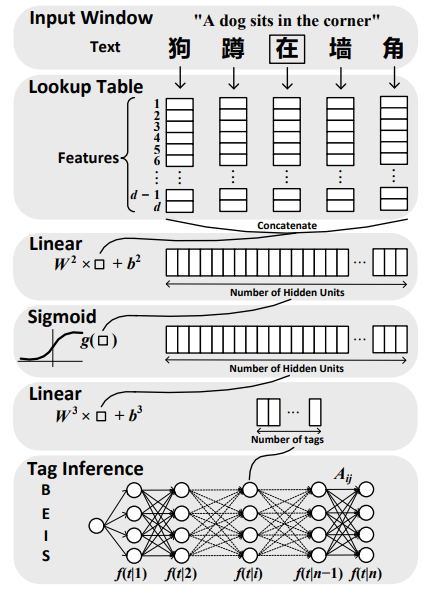 Input Window
"A dog sits in the corner"
Text 狗 蹲 在 墙 角
Lookup Table
Features
1
2
3
4
5
6
⋮ ⋮ ⋮ ⋮ ⋮ ⋮
d − 1
d
Concatenate
Linear
W² × □ + b²
...
Number of Hidden Units
Sigmoid
g(□)
...
Number of Hidden Units
Linear
W³ × □ + b³
...
Number of tags
Tag Inference
A_ij
B
E
I
S
f(t|1) f(t|2) f(t|i) f(t|n−1) f(t|n)